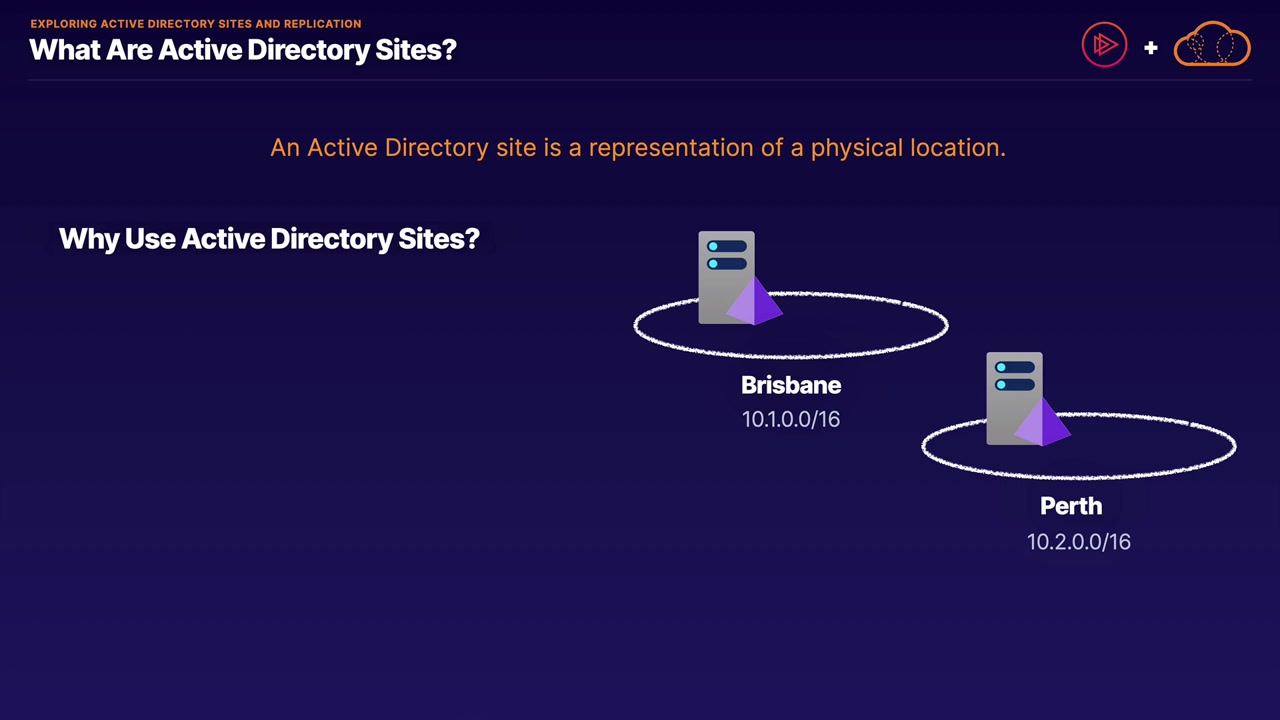 EXPLORING ACTIVE DIRECTORY SITES AND REPLICATION
What Are Active Directory Sites?
+
An Active Directory site is a representation of a physical location.
Why Use Active Directory Sites?
Brisbane
10.1.0.0/16
Perth
10.2.0.0/16